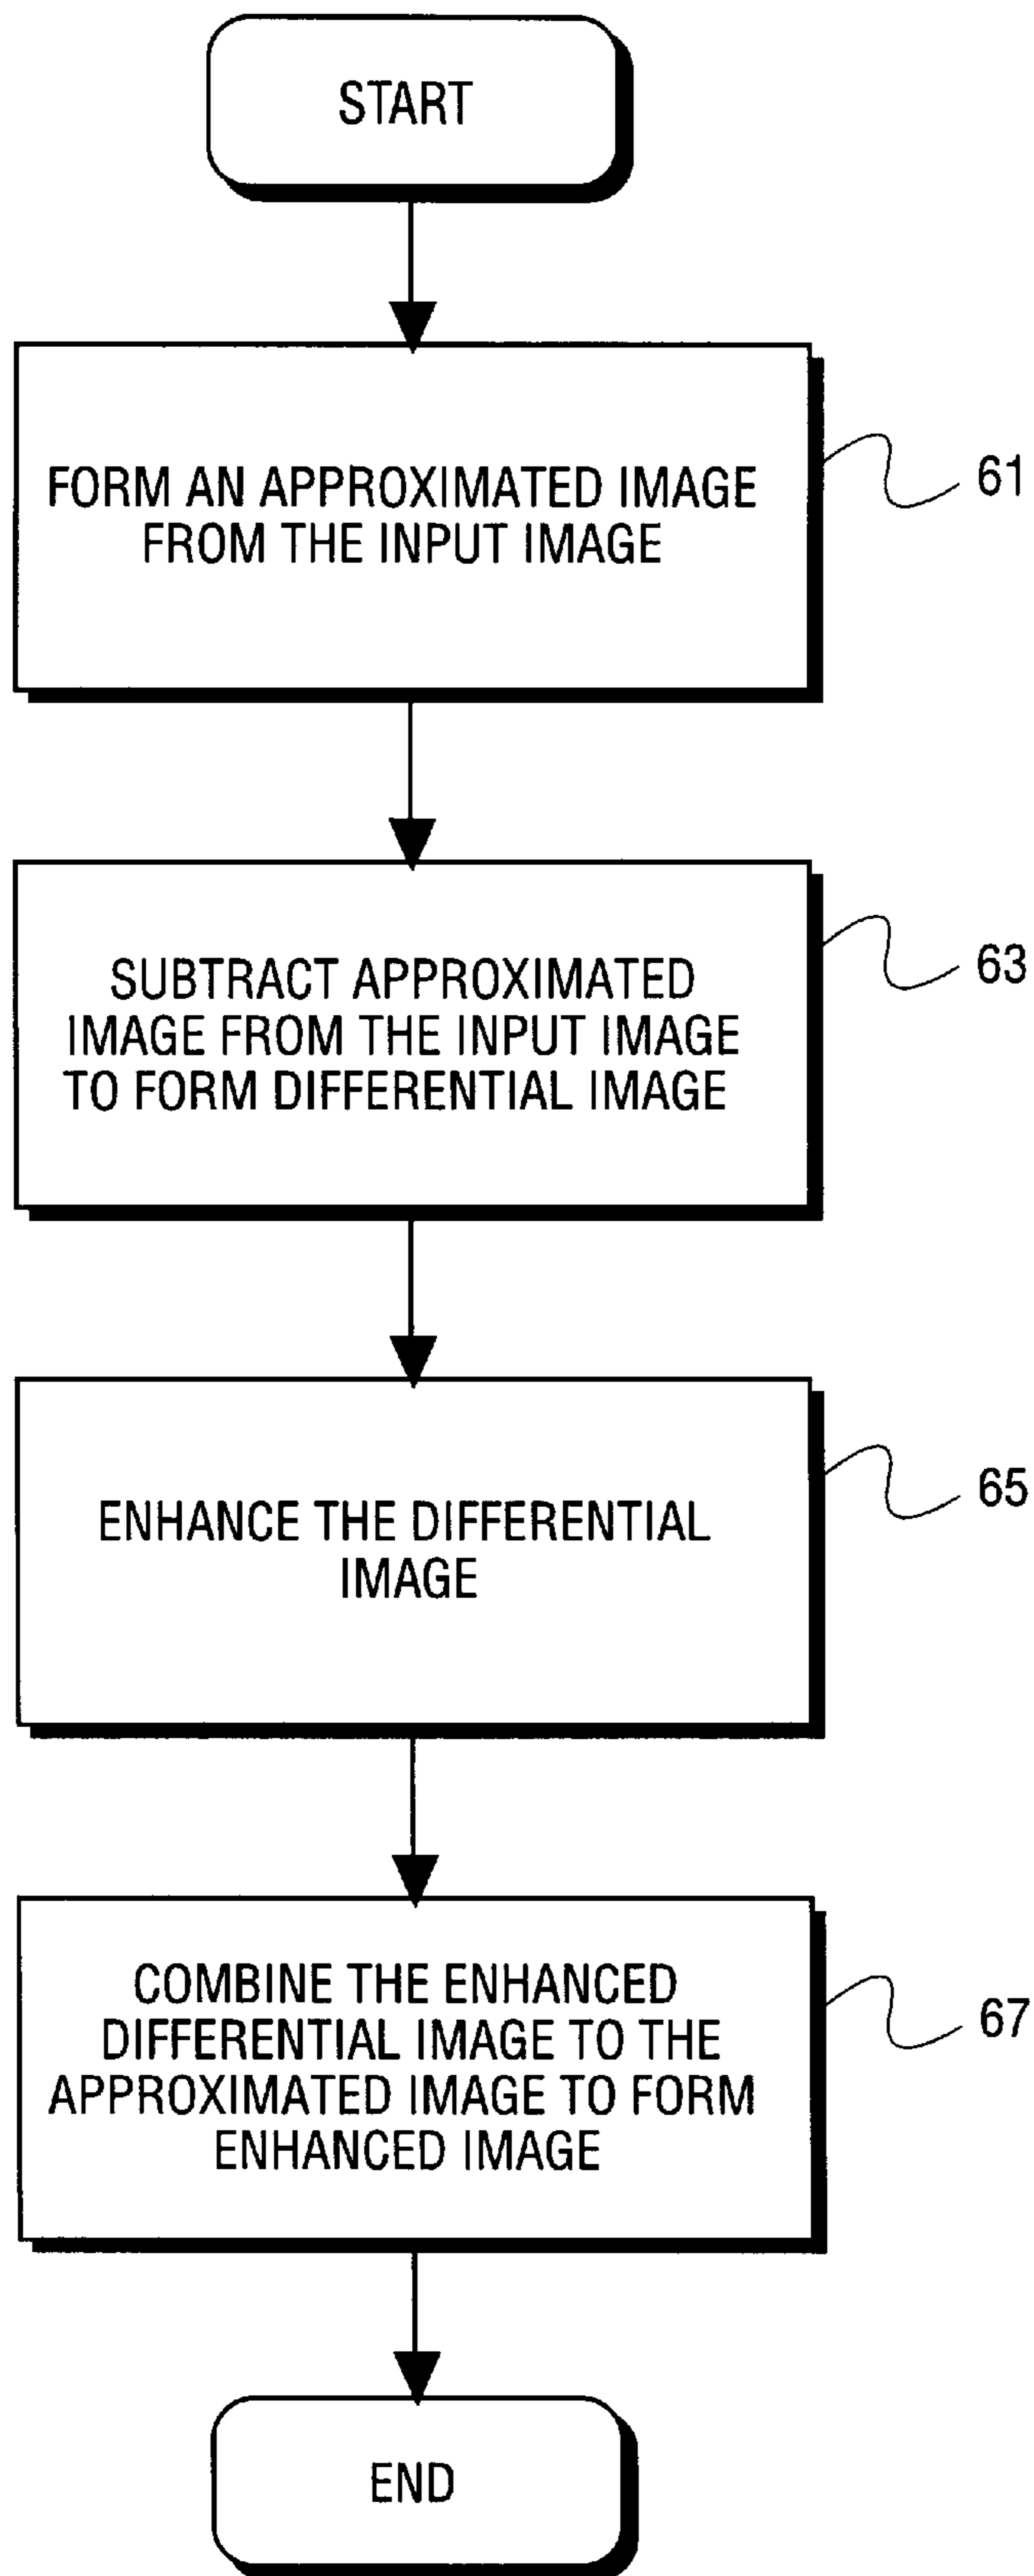 START
FORM AN APPROXIMATED IMAGE
FROM THE INPUT IMAGE
61
SUBTRACT APPROXIMATED
IMAGE FROM THE INPUT IMAGE
TO FORM DIFFERENTIAL IMAGE
63
ENHANCE THE DIFFERENTIAL
IMAGE
65
COMBINE THE ENHANCED
DIFFERENTIAL IMAGE TO THE
APPROXIMATED IMAGE TO FORM
ENHANCED IMAGE
67
END